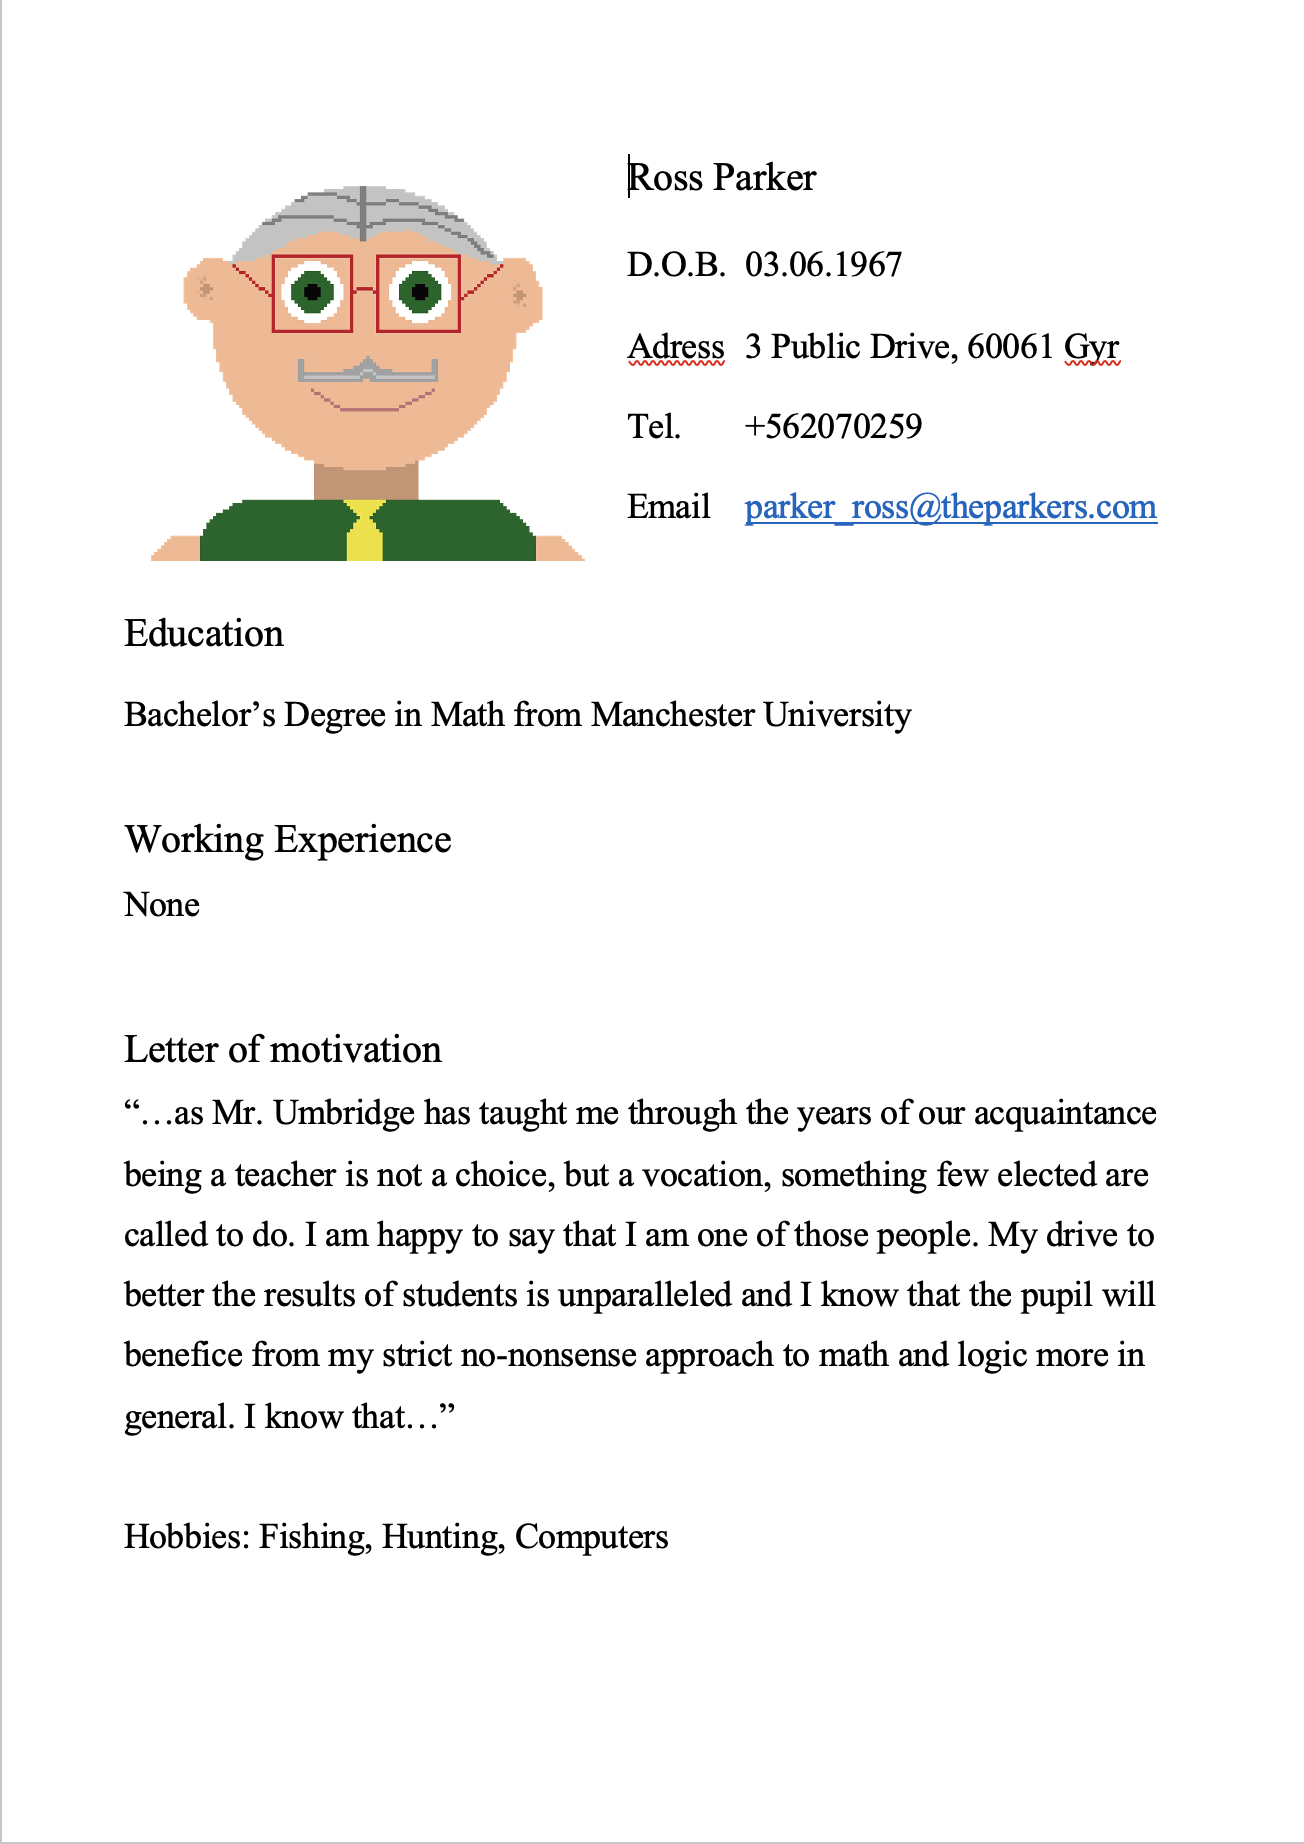 Ross Parker
D.O.B. 03.06.1967
Adress 3 Public Drive, 60061 Gyr
Tel. +562070259
Email parker_ross@theparkers.com
Education
Bachelor’s Degree in Math from Manchester University
Working Experience
None
Letter of motivation
“…as Mr. Umbridge has taught me through the years of our acquaintance
being a teacher is not a choice, but a vocation, something few elected are
called to do. I am happy to say that I am one of those people. My drive to
better the results of students is unparalleled and I know that the pupil will
benefice from my strict no-nonsense approach to math and logic more in
general. I know that…”
Hobbies: Fishing, Hunting, Computers